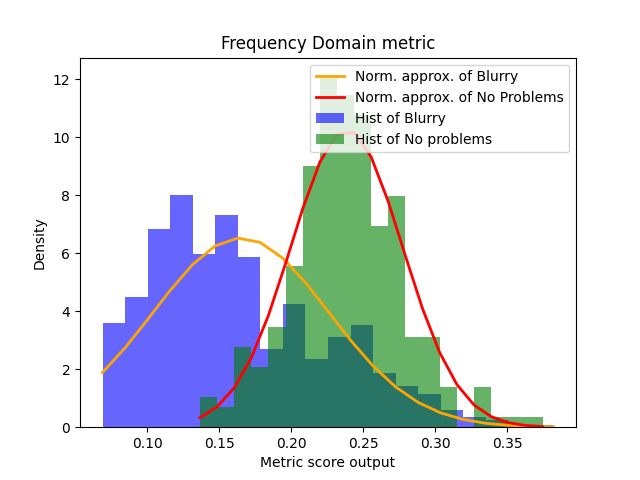 Frequency Domain metric
Norm. approx. of Blurry
Norm. approx. of No Problems
Hist of Blurry
Hist of No problems
Density
12
10
8
6
4
2
0
0.10 0.15 0.20 0.25 0.30 0.35
Metric score output